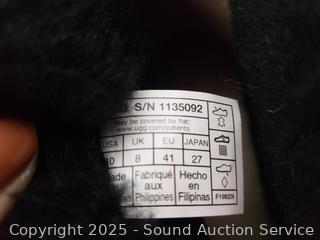 S/N 1135092
May be covered by Pat:
www.ugg.com/patents
USA UK EU JAPAN
10 8 41 27
Made Fabriqué Hecho
aux en
Philippines Filipinas
Copyright 2025 - Sound Auction Service